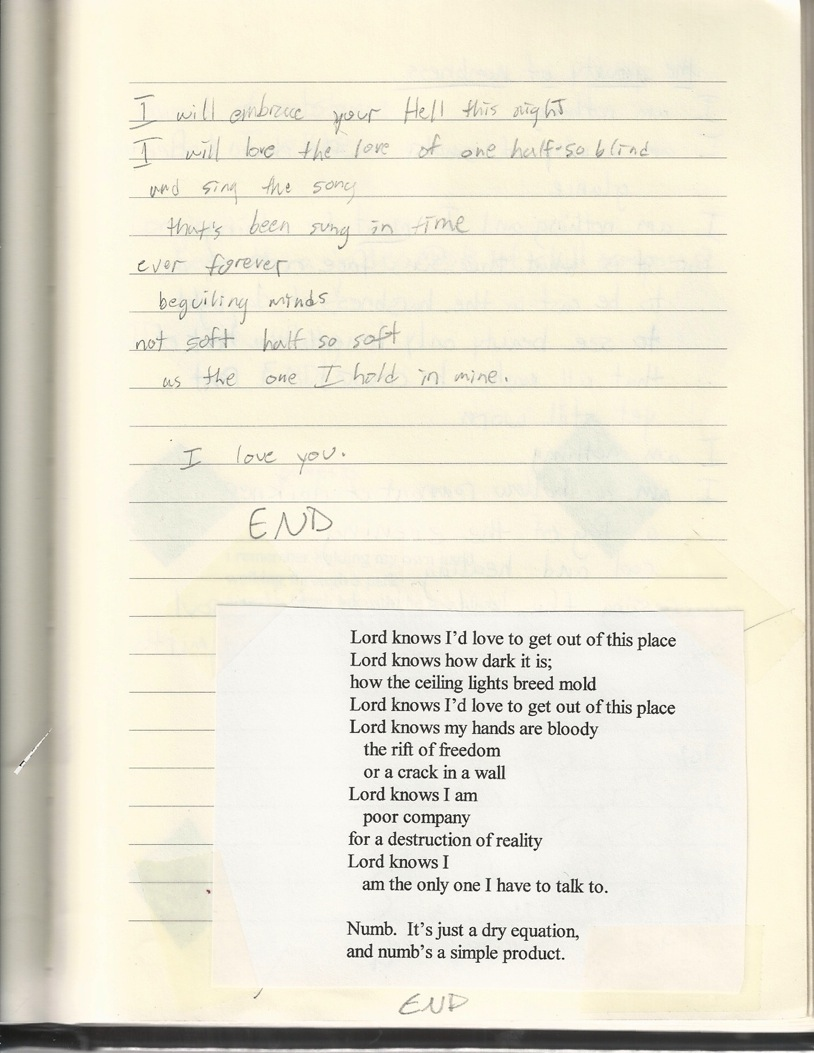 I will embrace your Hell this night
I will love the love of one half-so blind
and sing the song
that's been sung in time
ever forever
beguiling minds
not soft half so soft
as the one I hold in mine.
I love you.
END
Lord knows I'd love to get out of this place
Lord knows how dark it is;
how the ceiling lights breed mold
Lord knows I'd love to get out of this place
Lord knows my hands are bloody
the rift of freedom
or a crack in a wall
Lord knows I am
poor company
for a destruction of reality
Lord knows I
am the only one I have to talk to.
Numb. It's just a dry equation,
and numb's a simple product.
END